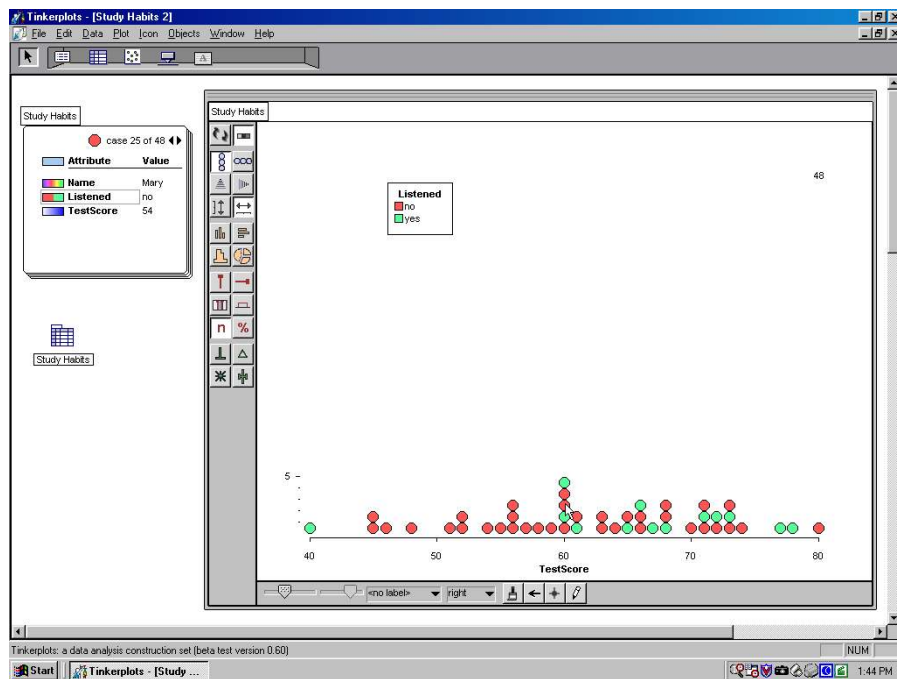 Tinkerplots - [Study Habits 2]
File Edit Data Plot Icon Objects Window Help
A
Study Habits
case 25 of 48
Attribute Value
Name Mary
Listened no
TestScore 54
Study Habits
Study Habits
n %
48
Listened
no
yes
5
40 50 60 70 80
TestScore
<no label> right
Tinkerplots: a data analysis construction set (beta test version 0.60)
NUM
Start Tinkerplots - [Study ... 1:44 PM